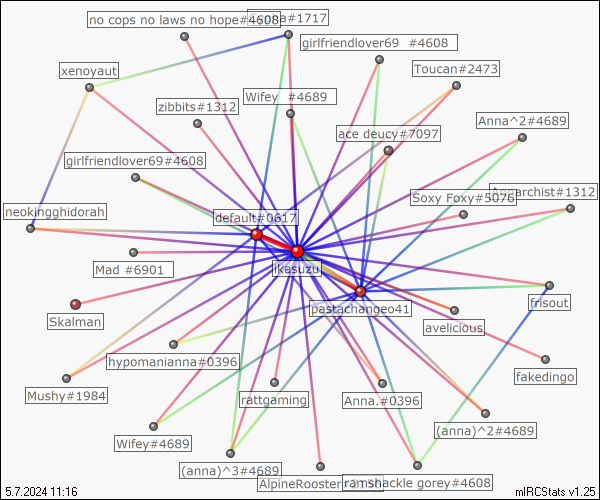 no cops no laws no hope#4608
#1717
girlfriendlover69 #4608
xenoyaut
Toucan#2473
Wifey #4689
zibbits#1312
Anna^2#4689
ace deucy#7097
girlfriendlover69#4608
Soxy Foxy#5076
#1312
neokingghidorah
default#0617
Mad #6901
ikasuzu
pastachangeo41
frisout
Skalman
avelicious
hypomanianna#0396
fakedingo
Mushy#1984
rattgaming
Anna.#0396
Wifey#4689
(anna)^2#4689
(anna)^3#4689
AlpineRooster
ramshackle gorey#4608
5.7.2024 11:16
mIRCStats v1.25